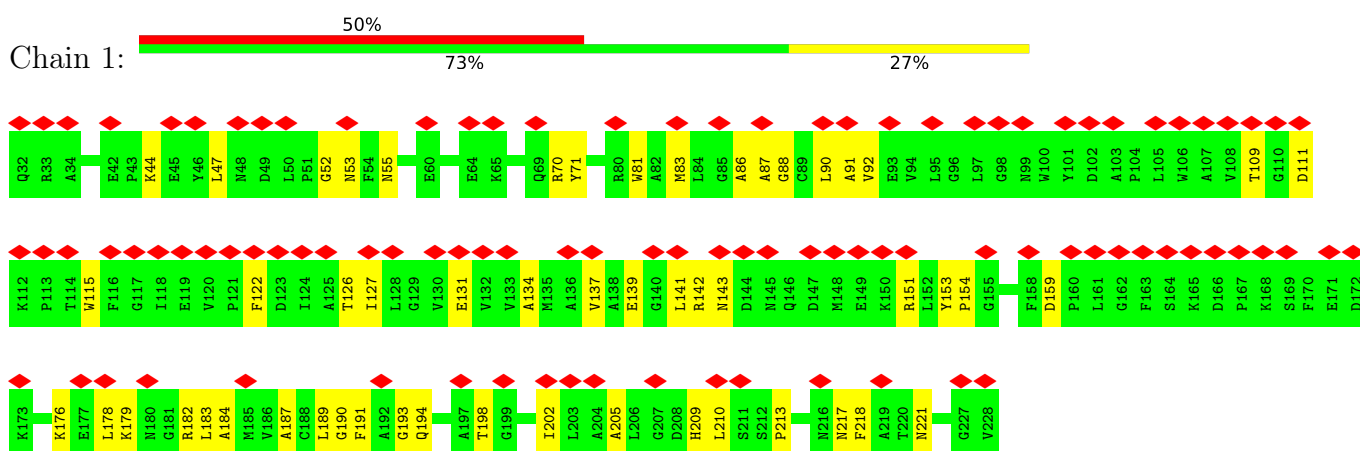 50%
Chain 1:
73% 27%
Q32 R33 A34 E42 P43 K44 E45 Y46 L47 N48 D49 L50 P51 G52 N53 F54 N55 E60 E64 K65 Q69 R70 Y71 R80 W81 A82 M83 L84 G85 A86 A87 G88 C89 L90 A91 V92 E93 V94 L95 G96 L97 G98 N99 W100 Y101 D102 A103 P104 L105 W106 A107 V108 T109 G110 D111
K112 P113 T114 W115 F116 G117 I118 E119 V120 P121 F122 D123 I124 A125 T126 I127 L128 G129 V130 E131 V132 V133 A134 M135 A136 V137 A138 E139 G140 L141 R142 N143 D144 N145 Q146 D147 M148 E149 K150 R151 L152 Y153 P154 G155 F158 D159 P160 L161 G162 F163 S164 K165 D166 P167 K168 S169 F170 E171 D172
K173 K176 E177 L178 K179 N180 G181 R182 L183 A184 M185 V186 A187 C188 L189 G190 F191 A192 G193 Q194 A197 T198 G199 I202 L203 A204 A205 L206 G207 D208 H209 L210 S211 S212 P213 N216 N217 F218 A219 T220 N221 G227 V228